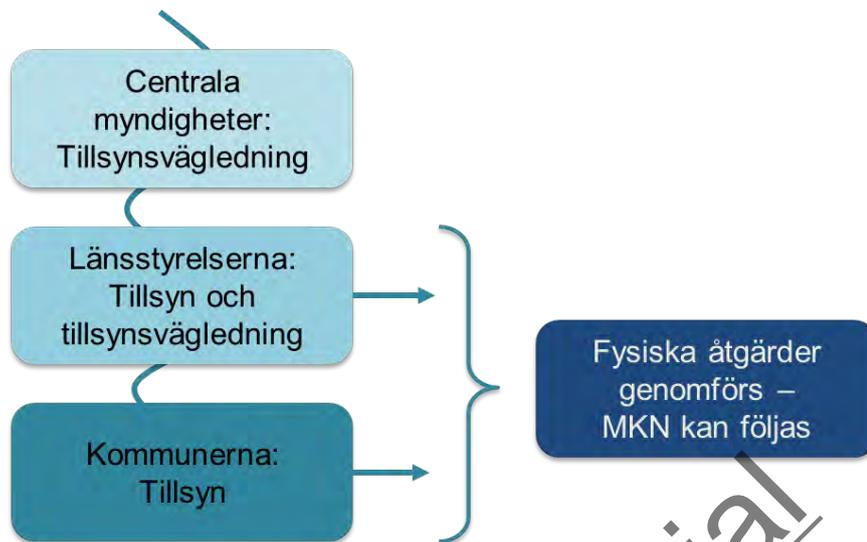 Centrala
myndigheter:
Tillsynsvägledning
Länsstyrelserna:
Tillsyn och
tillsynsvägledning
Kommunerna:
Tillsyn
Fysiska åtgärder
genomförs –
MKN kan följas